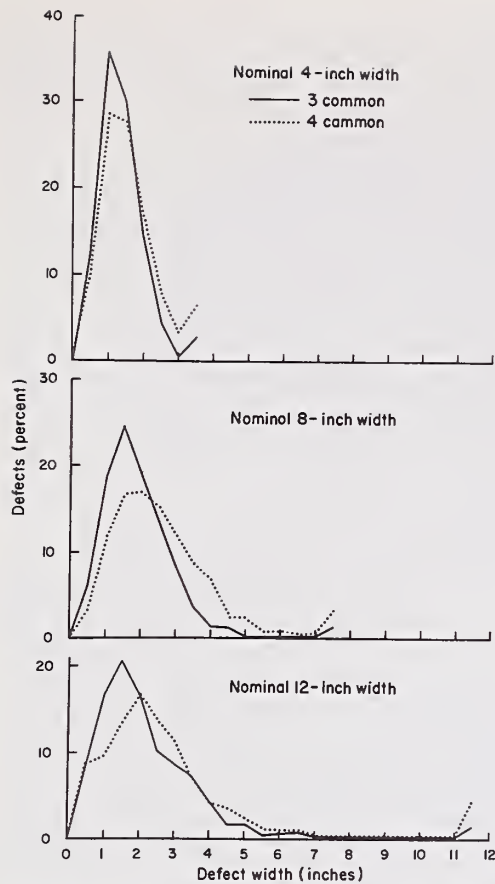 40
Nominal 4-inch width
3 common
4 cammon
30
20
10
0
30
Nominal 8-inch width
20
10
0
Defects (percent)
20
Nominal 12-inch width
10
0
0 1 2 3 4 5 6 7 8 9 10 11 12
Defect width (inches)